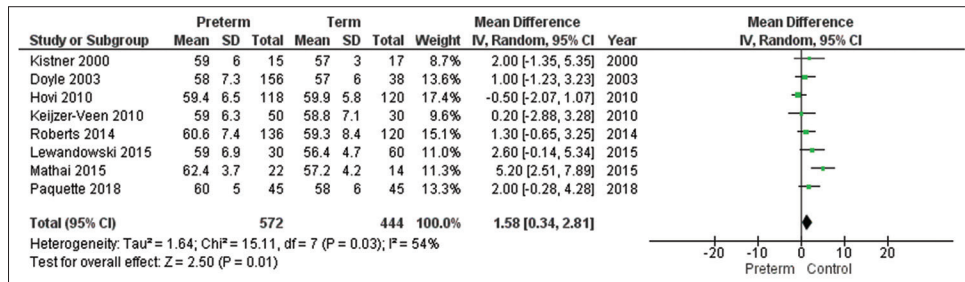 Preterm Term Mean Difference Mean Difference
Study or Subgroup Mean SD Total Mean SD Total Weight IV, Random, 95% CI Year IV, Random, 95% CI
Kistner 2000 59 6 15 57 3 17 8.7% 2.00 [-1.35, 5.35] 2000
Doyle 2003 58 7.3 156 57 6 38 13.6% 1.00 [-1.23, 3.23] 2003
Hovi 2010 59.4 6.5 118 59.9 5.8 120 17.4% -0.50 [-2.07, 1.07] 2010
Keijzer-Veen 2010 59 6.3 50 58.8 7.1 30 9.6% 0.20 [-2.88, 3.28] 2010
Roberts 2014 60.6 7.4 136 59.3 8.4 120 15.1% 1.30 [-0.65, 3.25] 2014
Lewandowski 2015 59 6.9 30 56.4 4.7 60 11.0% 2.60 [-0.14, 5.34] 2015
Mathai 2015 62.4 3.7 22 57.2 4.2 14 11.3% 5.20 [2.51, 7.89] 2015
Paquette 2018 60 5 45 58 6 45 13.3% 2.00 [-0.28, 4.28] 2018
Total (95% CI) 572 444 100.0% 1.58 [0.34, 2.81]
Heterogeneity: Tau² = 1.64; Chi² = 15.11, df = 7 (P = 0.03); I² = 54%
Test for overall effect: Z = 2.50 (P = 0.01)
-20 -10 0 10 20
Preterm Control